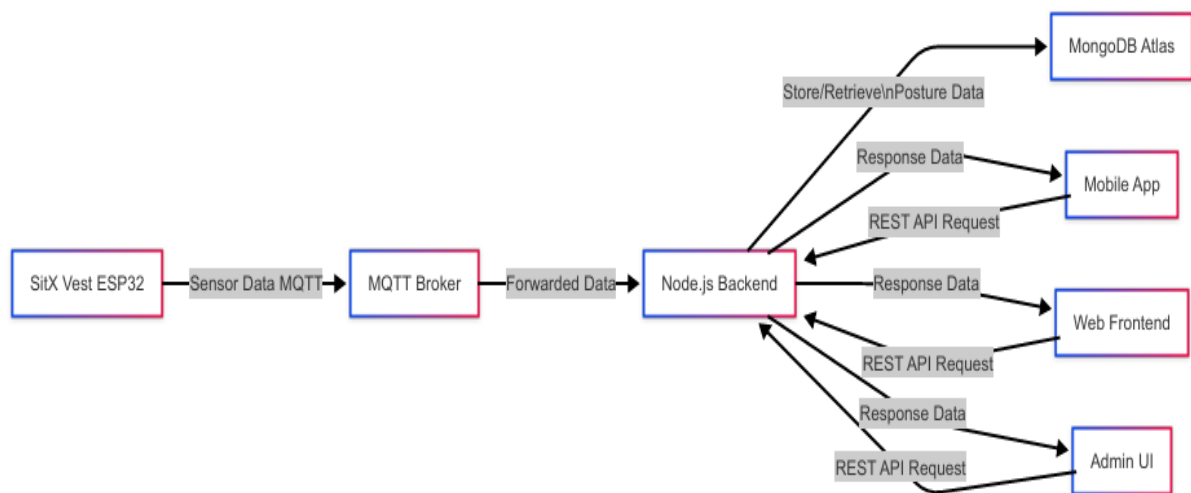 MongoDB Atlas
Store/Retrieve\nPosture Data
Response Data
Mobile App
REST API Request
SitX Vest ESP32
Sensor Data MQTT
MQTT Broker
Forwarded Data
Node.js Backend
Response Data
Web Frontend
REST API Request
Response Data
Admin UI
REST API Request